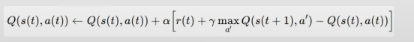 Q(s(t), a(t)) ← Q(s(t), a(t)) + α[r(t) + γ max_{a′} Q(s(t + 1), a′) − Q(s(t), a(t))]